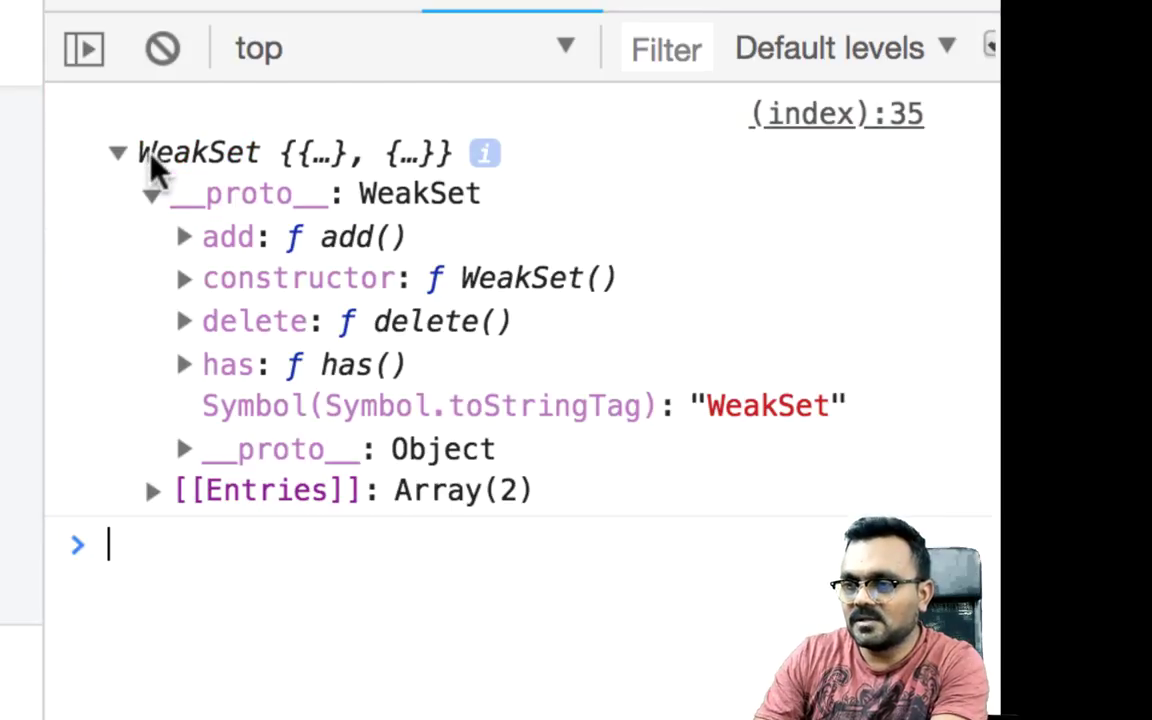 top Filter Default levels
(index):35
WeakSet {{…}, {…}} i
__proto__: WeakSet
add: ƒ add()
constructor: ƒ WeakSet()
delete: ƒ delete()
has: ƒ has()
Symbol(Symbol.toStringTag): "WeakSet"
__proto__: Object
[[Entries]]: Array(2)